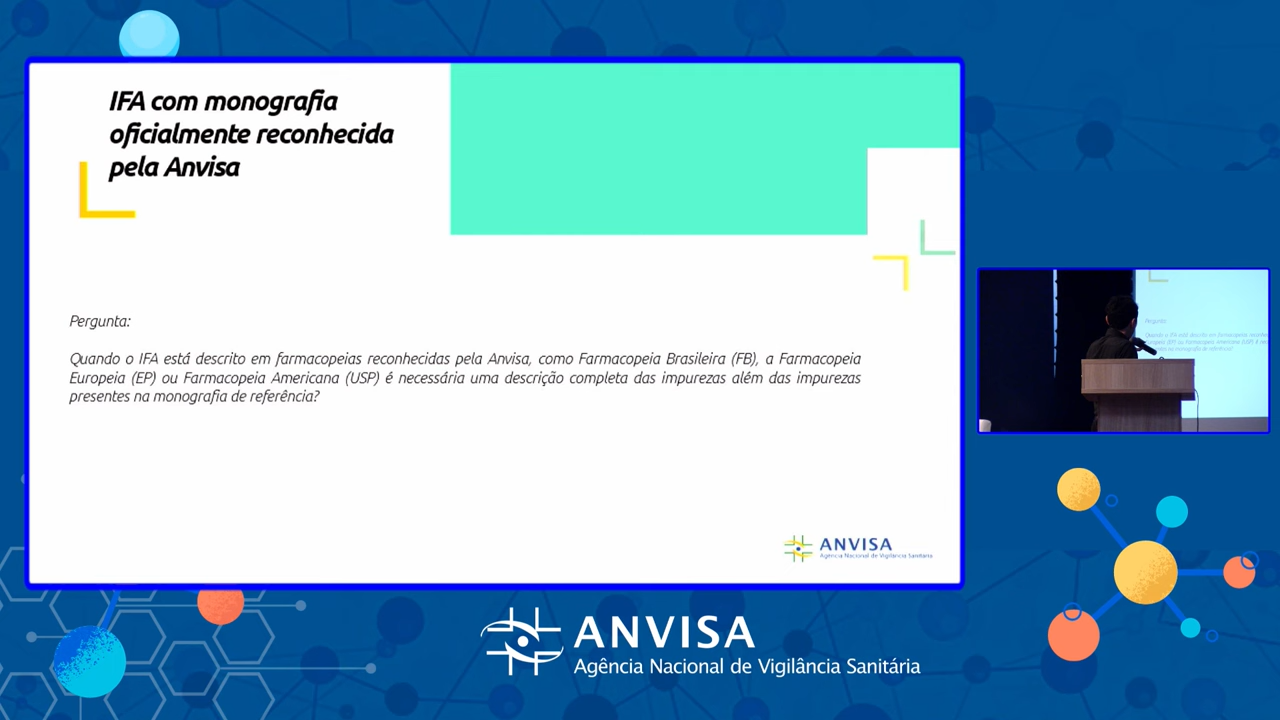 IFA com monografia
oficialmente reconhecida
pela Anvisa
Pergunta:
Quando o IFA está descrito em farmacopeias reconhecidas pela Anvisa, como Farmacopeia Brasileira (FB), a Farmacopeia
Europeia (EP) ou Farmacopeia Americana (USP) é necessária uma descrição completa das impurezas além das impurezas
presentes na monografia de referência?
ANVISA
Agência Nacional de Vigilância Sanitária
Pergunta:
ANVISA
Agência Nacional de Vigilância Sanitária